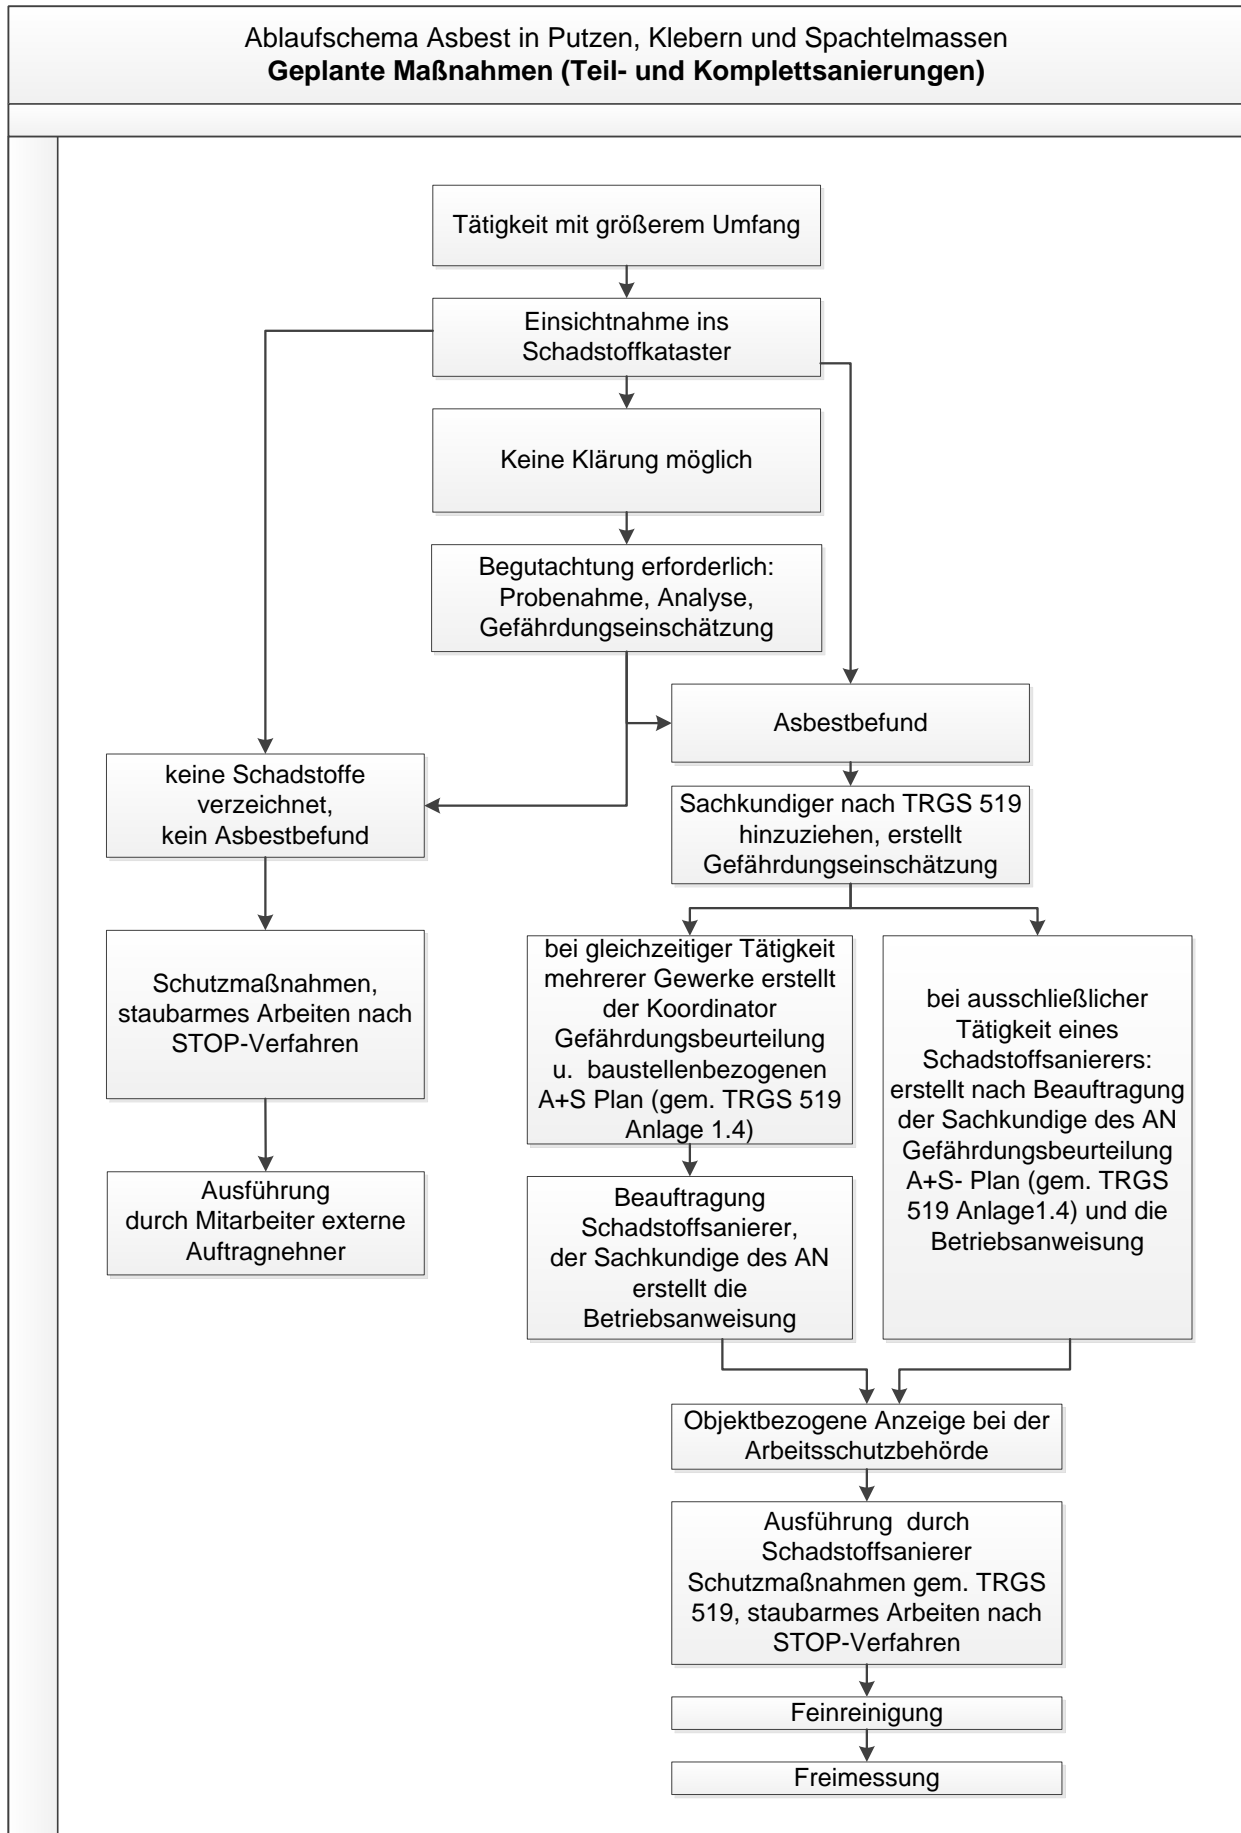 Ablaufschema Asbest in Putzen, Klebern und Spachtelmassen
Geplante Maßnahmen (Teil- und Komplettsanierungen)
Tätigkeit mit größerem Umfang
Einsichtnahme ins
Schadstoffkataster
Keine Klärung möglich
Begutachtung erforderlich:
Probenahme, Analyse,
Gefährdungseinschätzung
Asbestbefund
keine Schadstoffe
verzeichnet,
kein Asbestbefund
Sachkundiger nach TRGS 519
hinzuziehen, erstellt
Gefährdungseinschätzung
Schutzmaßnahmen,
staubarmes Arbeiten nach
STOP-Verfahren
bei gleichzeitiger Tätigkeit
mehrerer Gewerke erstellt
der Koordinator
Gefährdungsbeurteilung
u. baustellenbezogenen
A+S Plan (gem. TRGS 519
Anlage 1.4)
bei ausschließlicher
Tätigkeit eines
Schadstoffsanierers:
erstellt nach Beauftragung
der Sachkundige des AN
Gefährdungsbeurteilung
A+S- Plan (gem. TRGS
519 Anlage1.4) und die
Betriebsanweisung
Ausführung
durch Mitarbeiter externe
Auftragnehner
Beauftragung
Schadstoffsanierer,
der Sachkundige des AN
erstellt die
Betriebsanweisung
Objektbezogene Anzeige bei der
Arbeitsschutzbehörde
Ausführung durch
Schadstoffsanierer
Schutzmaßnahmen gem. TRGS
519, staubarmes Arbeiten nach
STOP-Verfahren
Feinreinigung
Freimessung